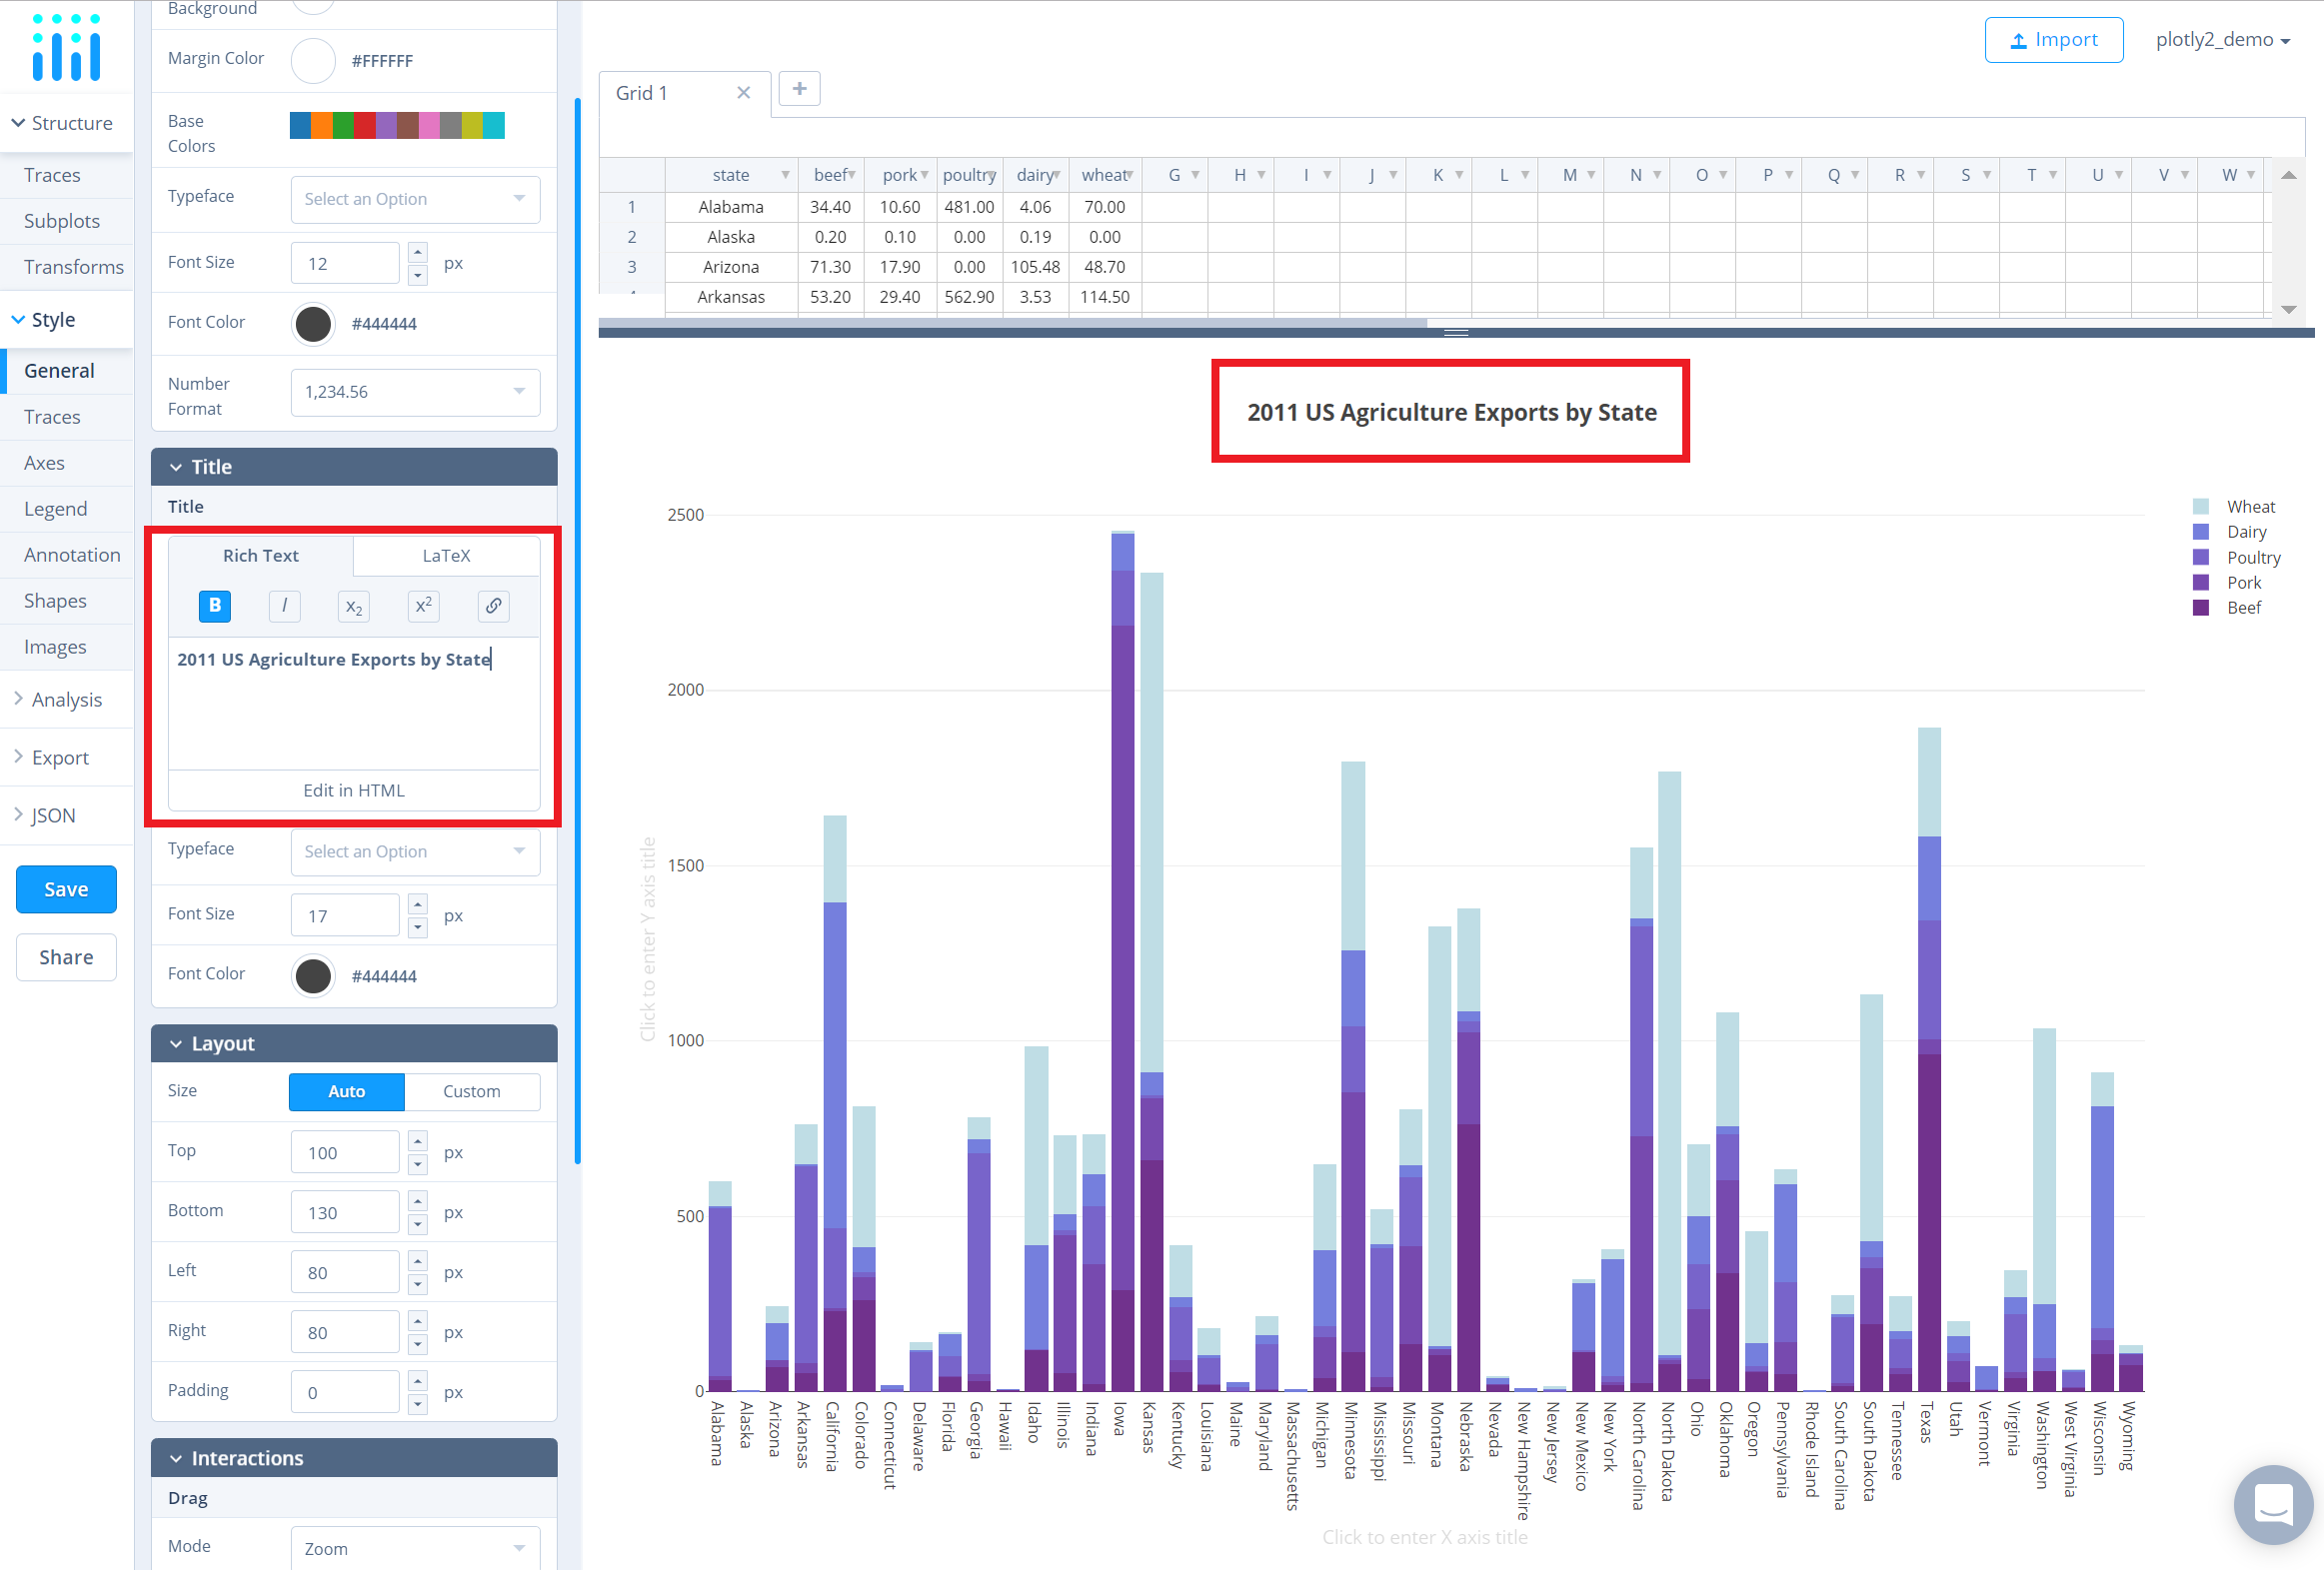 Import
plotly2_demo
Structure
Traces
Subplots
Transforms
Style
General
Traces
Axes
Legend
Annotation
Shapes
Images
Analysis
Export
JSON
Save
Share
Background
Margin Color #FFFFFF
Base
Colors
Typeface Select an Option
Font Size 12 px
Font Color #444444
Number
Format
1,234.56
Title
Title
Rich Text LaTeX
B I x₂ x²
2011 US Agriculture Exports by State
Edit in HTML
Typeface Select an Option
Font Size 17 px
Font Color #444444
Layout
Size Auto Custom
Top 100 px
Bottom 130 px
Left 80 px
Right 80 px
Padding 0 px
Interactions
Drag
Mode Zoom
Grid 1 × +
state beef pork poultry dairy wheat G H I J K L M N O P Q R S T U V W
1 Alabama 34.40 10.60 481.00 4.06 70.00
2 Alaska 0.20 0.10 0.00 0.19 0.00
3 Arizona 71.30 17.90 0.00 105.48 48.70
Arkansas 53.20 29.40 562.90 3.53 114.50
2011 US Agriculture Exports by State
Wheat
Dairy
Poultry
Pork
Beef
2500
2000
1500
1000
500
0
Click to enter Y axis title
Alabama
Alaska
Arizona
Arkansas
California
Colorado
Connecticut
Delaware
Florida
Georgia
Hawaii
Idaho
Illinois
Indiana
Iowa
Kansas
Kentucky
Louisiana
Maine
Maryland
Massachusetts
Michigan
Minnesota
Mississippi
Missouri
Montana
Nebraska
Nevada
New Hampshire
New Jersey
New Mexico
New York
North Carolina
North Dakota
Ohio
Oklahoma
Oregon
Pennsylvania
Rhode Island
South Carolina
South Dakota
Tennessee
Texas
Utah
Vermont
Virginia
Washington
West Virginia
Wisconsin
Wyoming
Click to enter X axis title